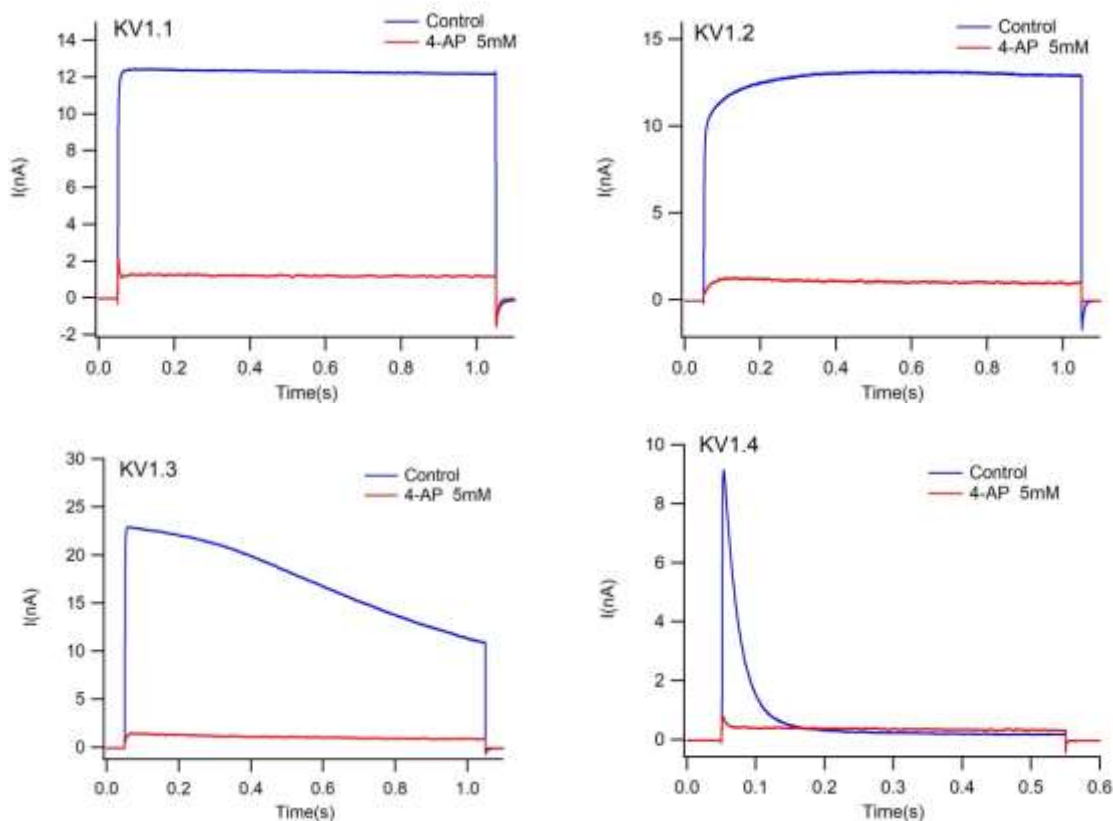 KV1.1
Control
4-AP 5mM
14
12
10
8
6
4
2
0
-2
I(nA)
0.0 0.2 0.4 0.6 0.8 1.0
Time(s)
KV1.2
Control
4-AP 5mM
15
10
5
0
I(nA)
0.0 0.2 0.4 0.6 0.8 1.0
Time(s)
KV1.3
Control
4-AP 5mM
30
25
20
15
10
5
0
I(nA)
0.0 0.2 0.4 0.6 0.8 1.0
Time(s)
KV1.4
Control
4-AP 5mM
10
8
6
4
2
0
I(nA)
0.0 0.1 0.2 0.3 0.4 0.5 0.6
Time(s)